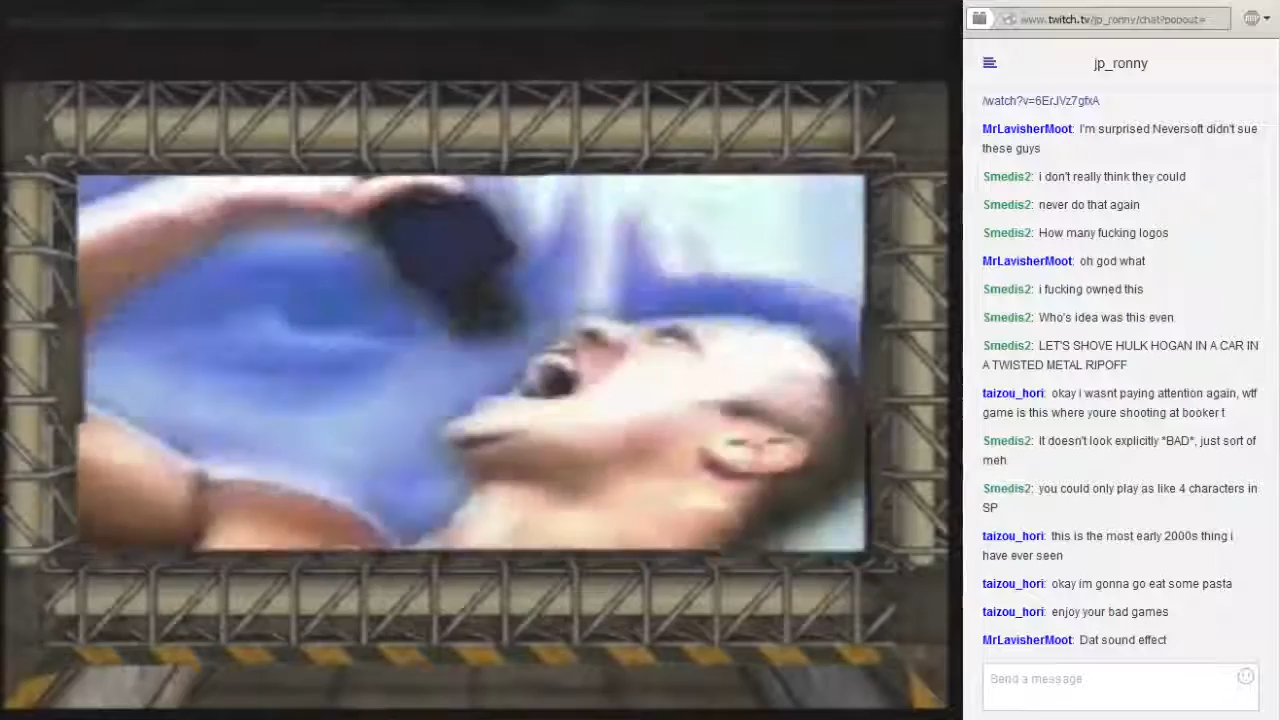 www.twitch.tv/jp_ronny/chat?popout=
jp_ronny
/watch?v=6ErJVz7gfxA
MrLavisherMoot: I'm surprised Neversoft didn't sue
these guys
Smedis2: i don't really think they could
Smedis2: never do that again
Smedis2: How many fucking logos
MrLavisherMoot: oh god what
Smedis2: i fucking owned this
Smedis2: Who's idea was this even
Smedis2: LET'S SHOVE HULK HOGAN IN A CAR IN
A TWISTED METAL RIPOFF
taizou_hori: okay i wasnt paying attention again, wtf
game is this where youre shooting at booker t
Smedis2: It doesn't look explicitly *BAD*, just sort of
meh
Smedis2: you could only play as like 4 characters in
SP
taizou_hori: this is the most early 2000s thing i
have ever seen
taizou_hori: okay im gonna go eat some pasta
taizou_hori: enjoy your bad games
MrLavisherMoot: Dat sound effect
Send a message